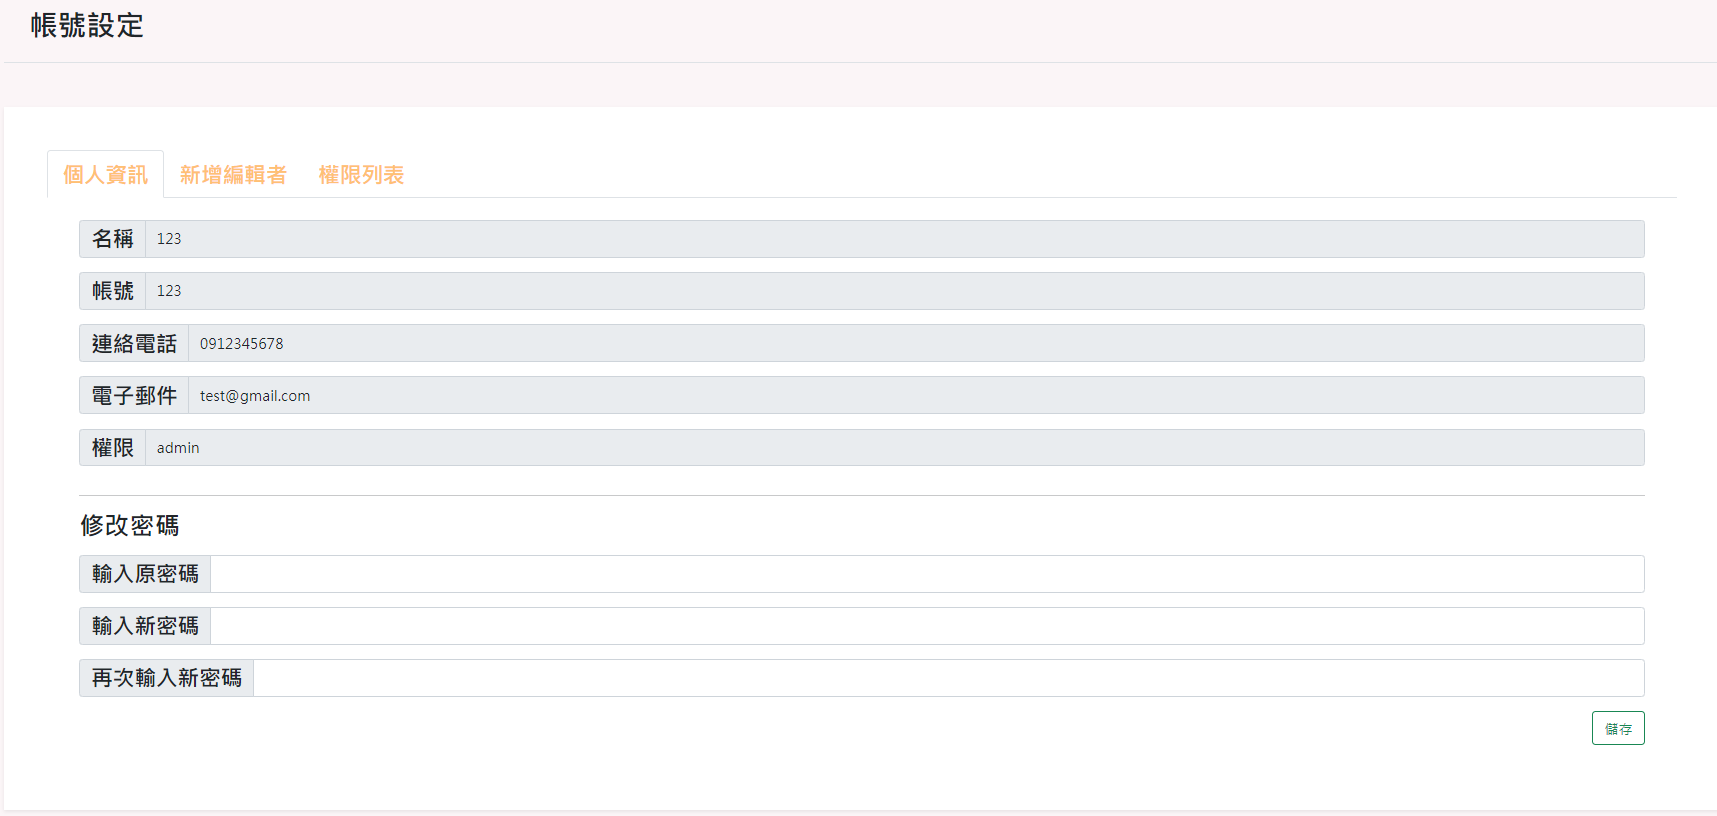 帳號設定
個人資訊 新增編輯者 權限列表
名稱 123
帳號 123
連絡電話 0912345678
電子郵件 test@gmail.com
權限 admin
修改密碼
輸入原密碼
輸入新密碼
再次輸入新密碼
儲存